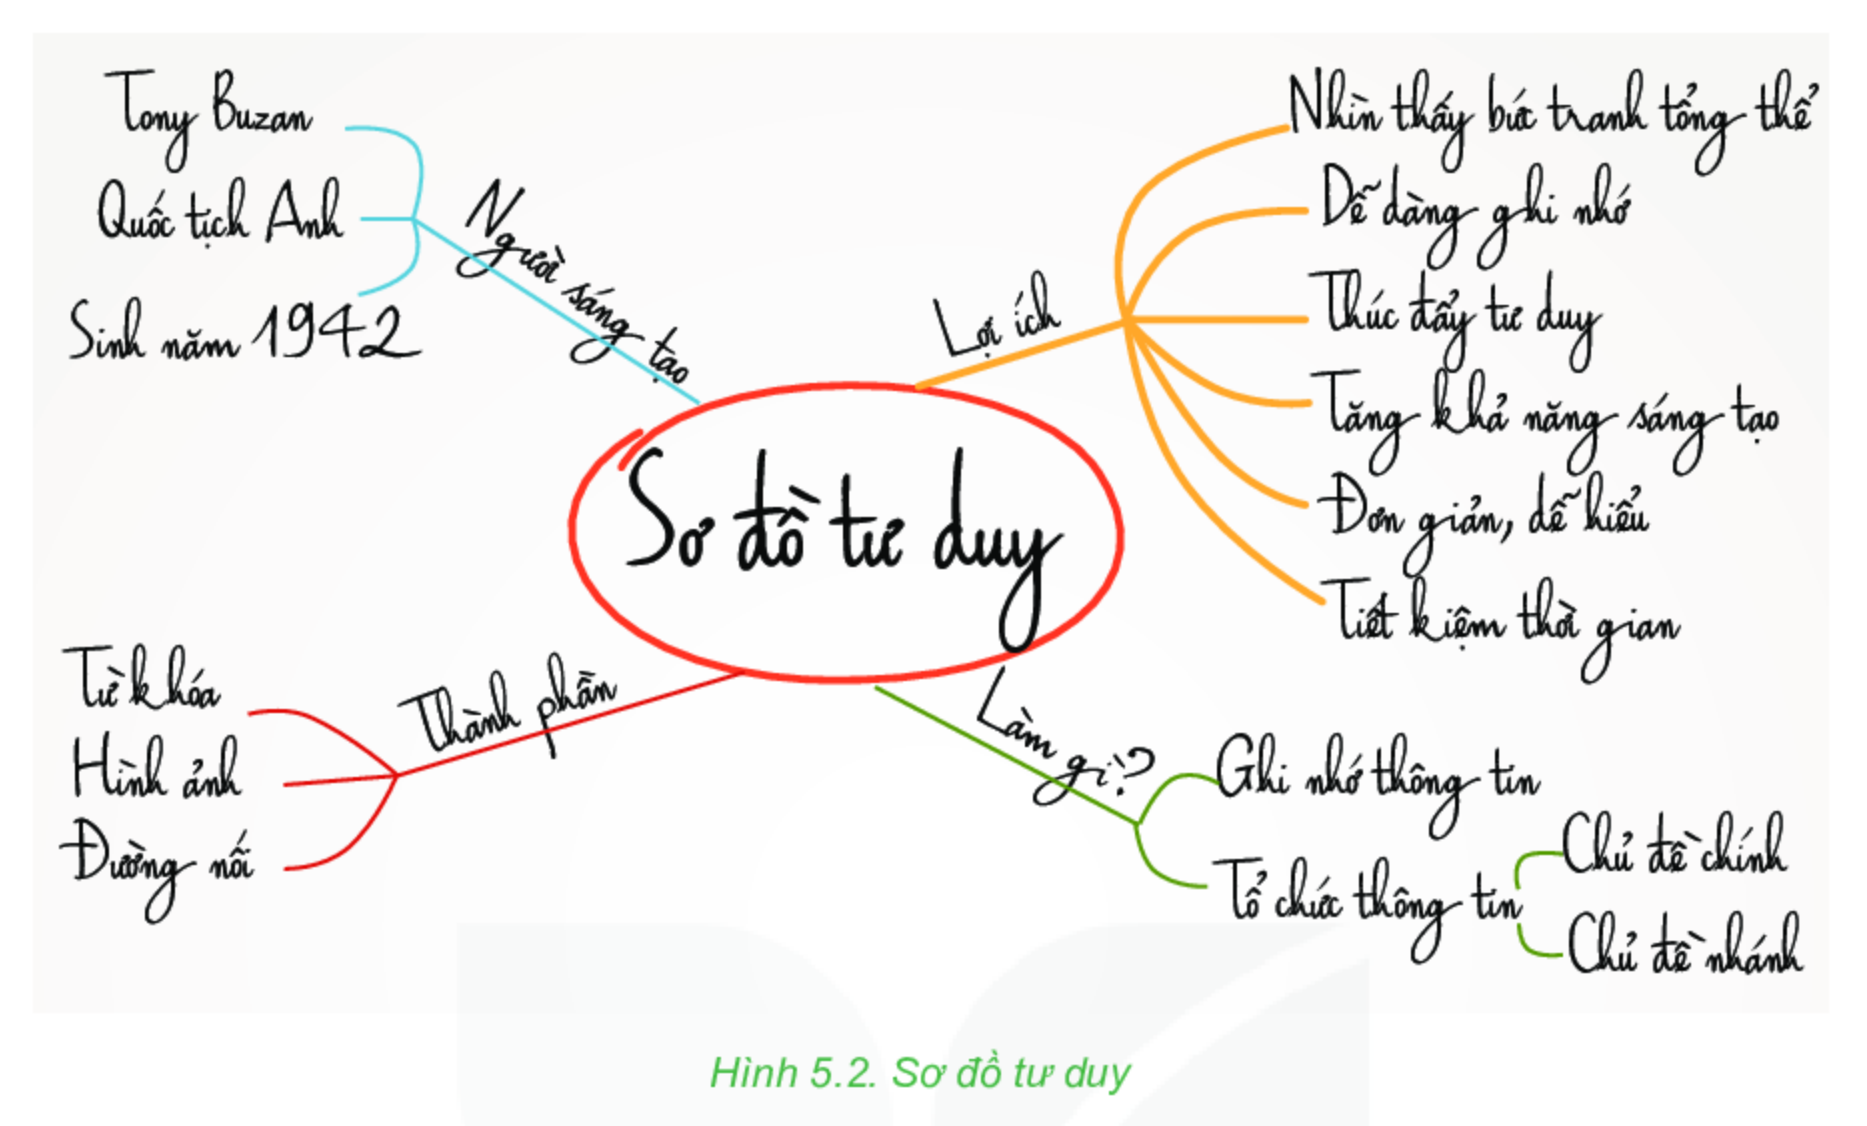 Tony Buzan
Quốc tịch Anh
Sinh năm 1942
Người sáng tạo
Lợi ích
Nhìn thấy bức tranh tổng thể
Dễ dàng ghi nhớ
Thúc đẩy tư duy
Tăng khả năng sáng tạo
Đơn giản, dễ hiểu
Tiết kiệm thời gian
Sơ đồ tư duy
Thành phần
Từ khóa
Hình ảnh
Đường nối
Làm gì?
Ghi nhớ thông tin
Tổ chức thông tin
Chủ đề chính
Chủ đề nhánh
Hình 5.2. Sơ đồ tư duy